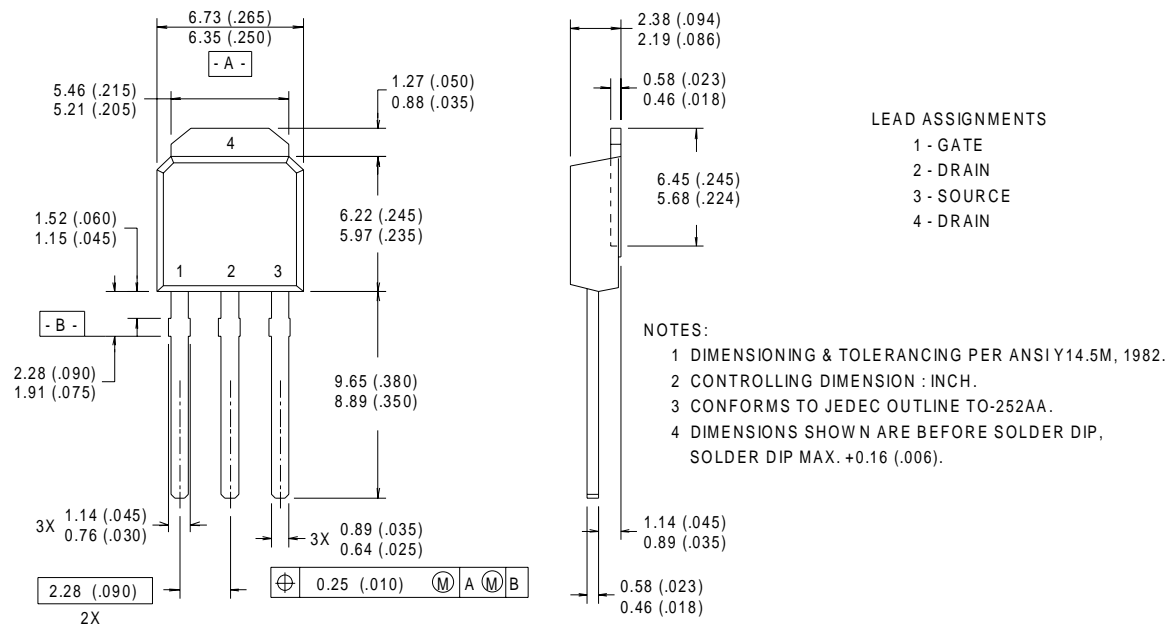 6.73 (.265)
6.35 (.250)
- A -
5.46 (.215)
5.21 (.205)
1.27 (.050)
0.88 (.035)
4
6.22 (.245)
5.97 (.235)
1.52 (.060)
1.15 (.045)
1 2 3
- B -
2.28 (.090)
1.91 (.075)
9.65 (.380)
8.89 (.350)
3X 1.14 (.045)
0.76 (.030)
3X 0.89 (.035)
0.64 (.025)
2.28 (.090)
2X
0.25 (.010) M A M B
2.38 (.094)
2.19 (.086)
0.58 (.023)
0.46 (.018)
6.45 (.245)
5.68 (.224)
1.14 (.045)
0.89 (.035)
0.58 (.023)
0.46 (.018)
LEAD ASSIGNMENTS
1 - GATE
2 - DRAIN
3 - SOURCE
4 - DRAIN
NOTES:
1 DIMENSIONING & TOLERANCING PER ANSI Y14.5M, 1982.
2 CONTROLLING DIMENSION : INCH.
3 CONFORMS TO JEDEC OUTLINE TO-252AA.
4 DIMENSIONS SHOWN ARE BEFORE SOLDER DIP,
SOLDER DIP MAX. +0.16 (.006).